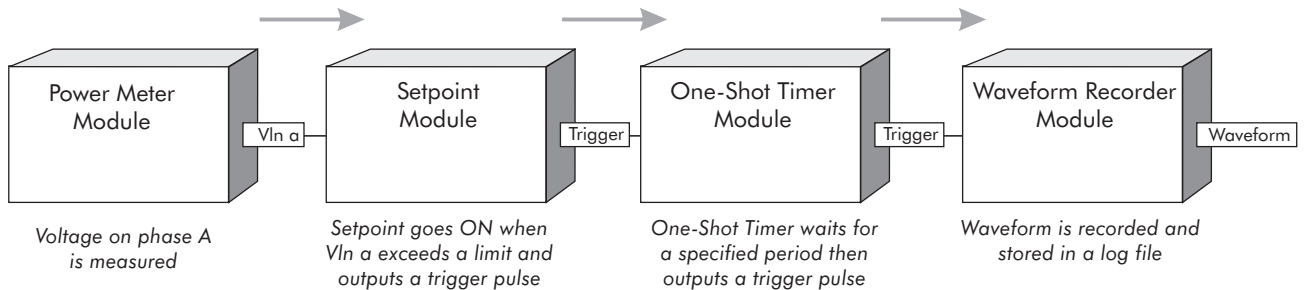 Power Meter
Module
Vln a
Setpoint
Module
Trigger
One-Shot Timer
Module
Trigger
Waveform Recorder
Module
Waveform
Voltage on phase A
is measured
Setpoint goes ON when
Vln a exceeds a limit and
outputs a trigger pulse
One-Shot Timer waits for
a specified period then
outputs a trigger pulse
Waveform is recorded and
stored in a log file